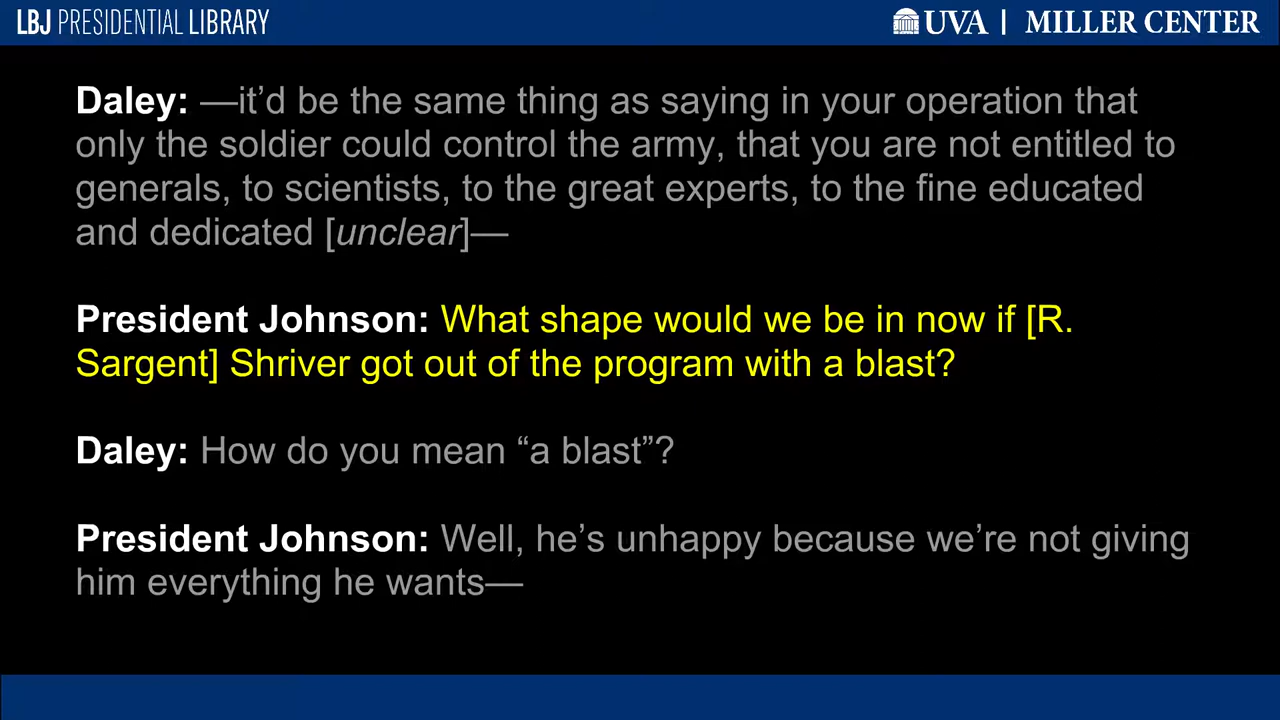 LBJ PRESIDENTIAL LIBRARY
UVA | MILLER CENTER
Daley: —it’d be the same thing as saying in your operation that
only the soldier could control the army, that you are not entitled to
generals, to scientists, to the great experts, to the fine educated
and dedicated [unclear]—
President Johnson: What shape would we be in now if [R.
Sargent] Shriver got out of the program with a blast?
Daley: How do you mean “a blast”?
President Johnson: Well, he’s unhappy because we’re not giving
him everything he wants—